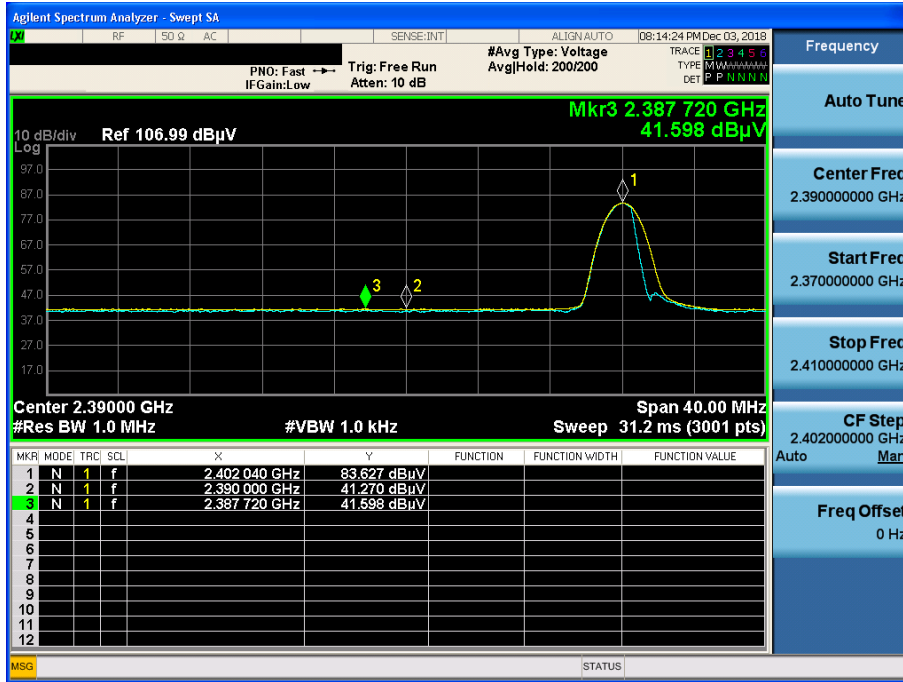 Agilent Spectrum Analyzer - Swept SA
LXI RF 50 Ω AC SENSE:INT ALIGN AUTO 08:14:24 PM Dec 03, 2018
#Avg Type: Voltage TRACE 1 2 3 4 5 6
PNO: Fast Trig: Free Run Avg|Hold: 200/200 TYPE M W W W W W
IFGain:Low Atten: 10 dB DET P P N N N N
Mkr3 2.387 720 GHz
41.598 dBµV
10 dB/div Ref 106.99 dBµV
Log
97.0
87.0
77.0
67.0
57.0
47.0
37.0
27.0
17.0
1
3 2
Center 2.39000 GHz Span 40.00 MHz
#Res BW 1.0 MHz #VBW 1.0 kHz Sweep 31.2 ms (3001 pts)
MKR MODE TRC SCL X Y FUNCTION FUNCTION WIDTH FUNCTION VALUE
1 N 1 f 2.402 040 GHz 83.627 dBµV
2 N 1 f 2.390 000 GHz 41.270 dBµV
3 N 1 f 2.387 720 GHz 41.598 dBµV
4
5
6
7
8
9
10
11
12
MSG STATUS
Frequency
Auto Tune
Center Freq
2.390000000 GHz
Start Freq
2.370000000 GHz
Stop Freq
2.410000000 GHz
CF Step
2.402000000 GHz
Auto Man
Freq Offset
0 Hz